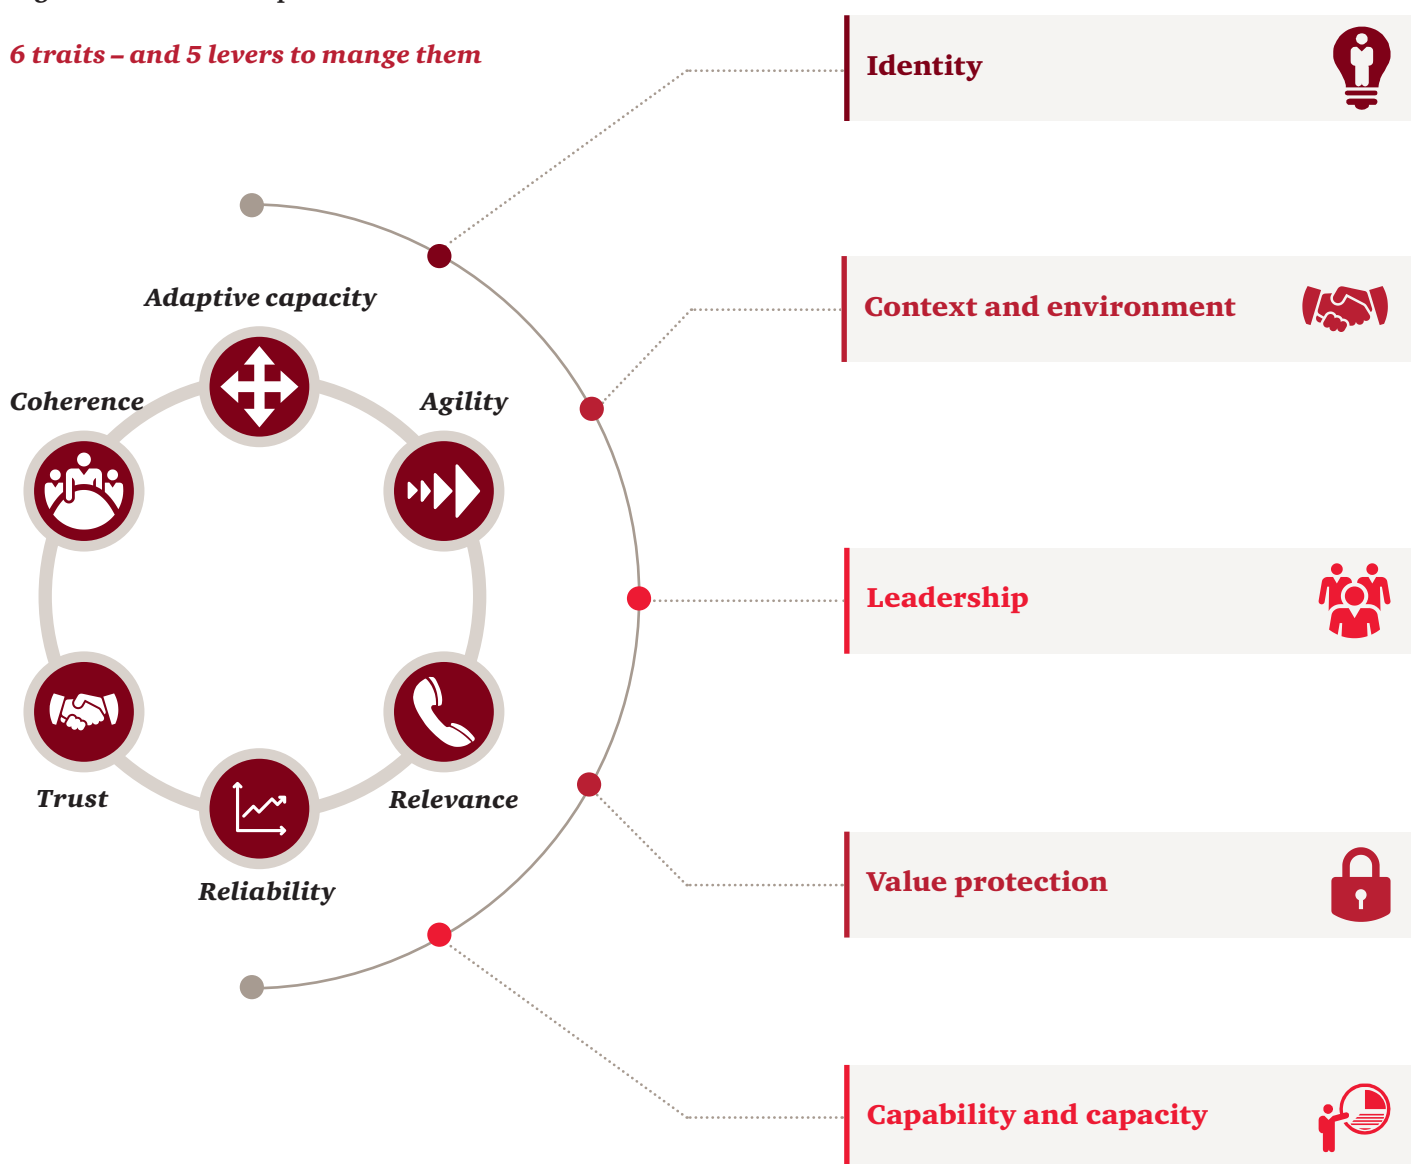 6 traits – and 5 levers to mange them
Identity
Adaptive capacity
Context and environment
Coherence
Agility
Leadership
Trust
Relevance
Value protection
Reliability
Capability and capacity